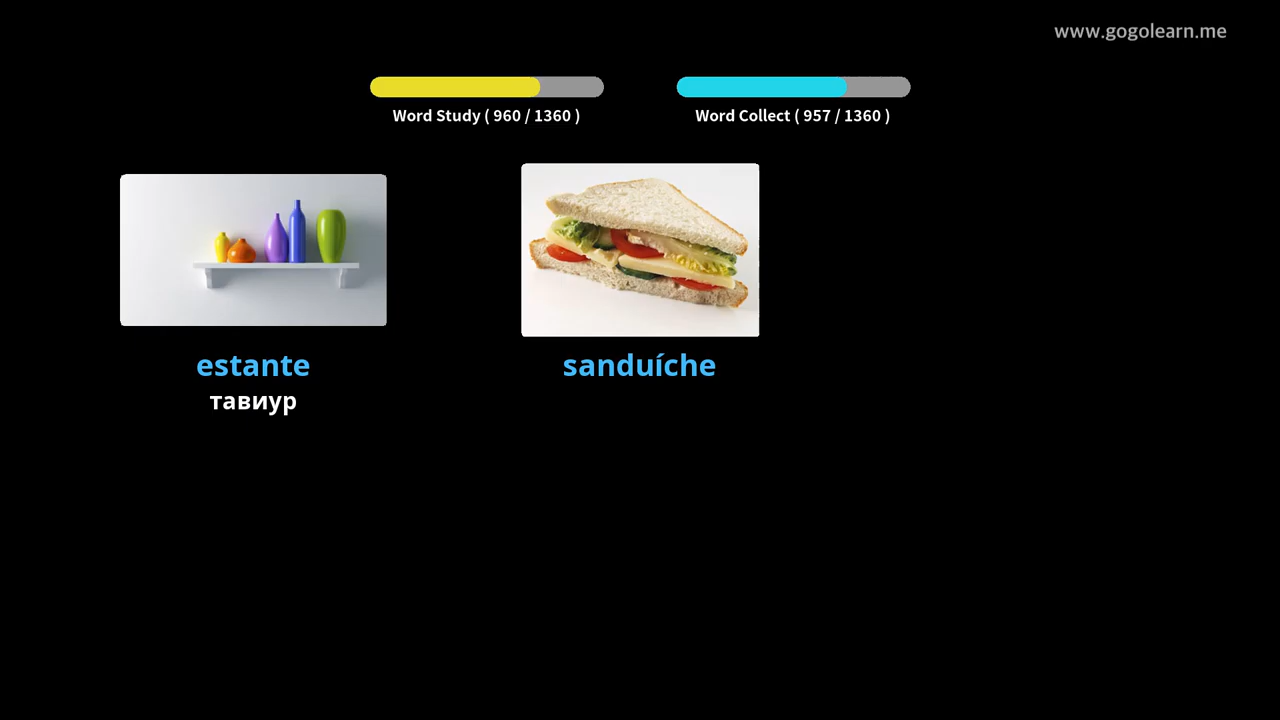 www.gogolearn.me
Word Study ( 960 / 1360 )
Word Collect ( 957 / 1360 )
estante
sanduíche
тавиур